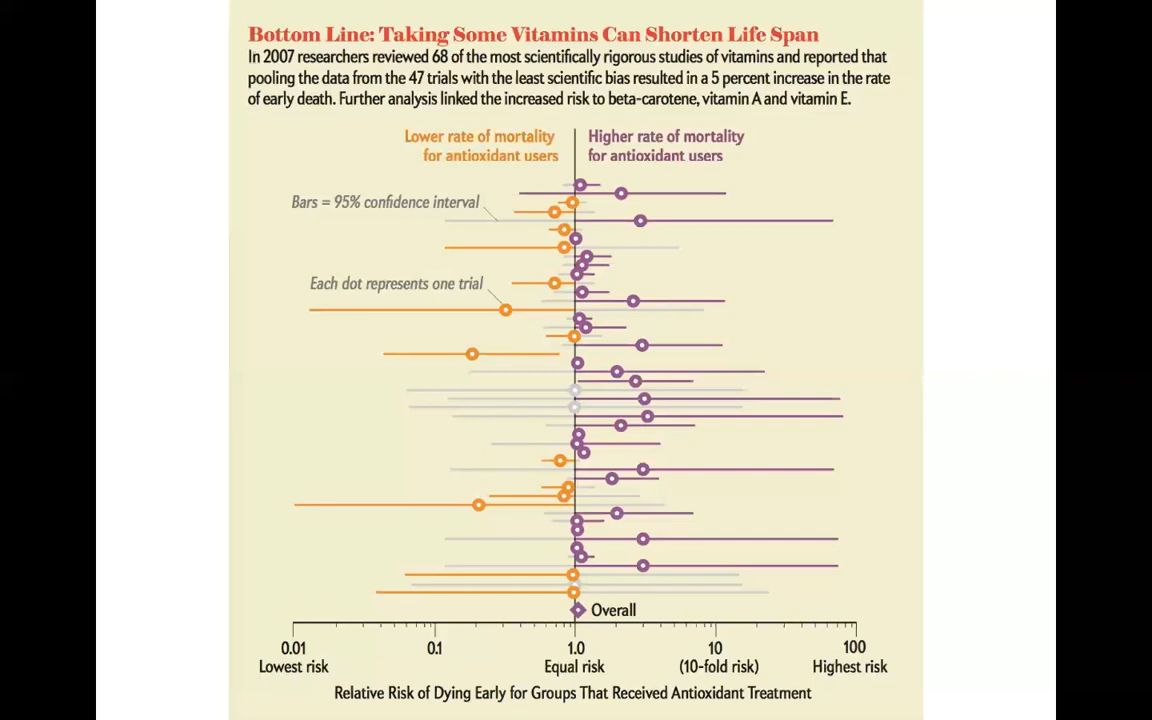 Bottom Line: Taking Some Vitamins Can Shorten Life Span
In 2007 researchers reviewed 68 of the most scientifically rigorous studies of vitamins and reported that
pooling the data from the 47 trials with the least scientific bias resulted in a 5 percent increase in the rate
of early death. Further analysis linked the increased risk to beta-carotene, vitamin A and vitamin E.
Lower rate of mortality
for antioxidant users
Higher rate of mortality
for antioxidant users
Bars = 95% confidence interval
Each dot represents one trial
Overall
0.01 0.1 1.0 10 100
Lowest risk Equal risk (10-fold risk) Highest risk
Relative Risk of Dying Early for Groups That Received Antioxidant Treatment